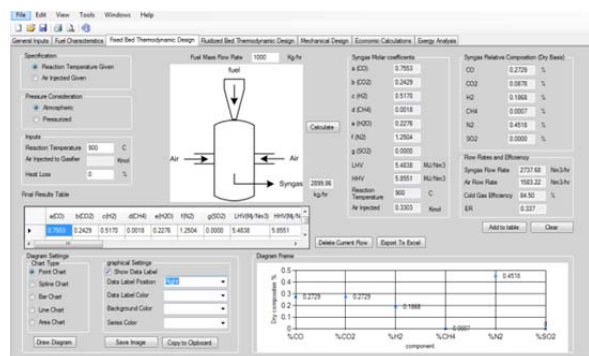 File Edit View Tools Windows Help
General Inputs Fuel Characteristics Fixed Bed Thermodynamic Design Fluidized Bed Thermodynamic Design Mechanical Design Economic Calculations Exergy Analysis
Specification
Reaction Temperature Given
Air Injected Given
Pressure Consideration
Atmospheric
Pressurized
Inputs
Reaction Temperature 900 C
Air Injected to Gasifier Kmol
Heat Loss 0 %
Fuel Mass Flow Rate 1000 Kg/hr
fuel
Air Air
Syngas 2899,86
kg/hr
Calculate
Syngas Molar coefficients
a (CO) 0.7553
b (CO2) 0.2429
c (H2) 0.5170
d (CH4) 0.0018
e (H2O) 0.2276
f (N2) 1.2504
g (SO2) 0.0000
LHV 5.4838 MJ/Nm3
HHV 5.8551 MJ/Nm3
Reaction Temperature 900 C
Air Injected 0.3303 Kmol
Syngas Relative Composition (Dry Basis)
CO 0.2729 %
CO2 0.0878 %
H2 0.1868 %
CH4 0.0007 %
N2 0.4518 %
SO2 0.0000 %
Flow Rates and Efficiency
Syngas Flow Rate 2737.68 Nm3/hr
Air Flow Rate 1583.22 Nm3/hr
Cold Gas Efficiency 84.50 %
ER 0.337
Add to table Clear
Final Results Table
a(CO) b(CO2) c(H2) d(CH4) e(H2O) f(N2) g(SO2) LHV(Mj/Nm3) HHV(Mj/N
0.7553 0.2429 0.5170 0.0018 0.2276 1.2504 0.0000 5.4838 5.8551
Delete Current Row Export To Excel
Diagram Settings
Chart Type
Point Chart
Spline Chart
Bar Chart
Line Chart
Area Chart
Draw Diagram
graphical Settings
Show Data Label
Data Label Position Right
Data Label Color
Background Color
Series Color
Save Image Copy to Clipboard
Diagram Frame
Dry composition %
0.5
0.4
0.3
0.2
0.1
0
0.2729 0.2729 0.1868 0.0007 0.4518
%CO %CO2 %H2 %CH4 %N2 %SO2
component